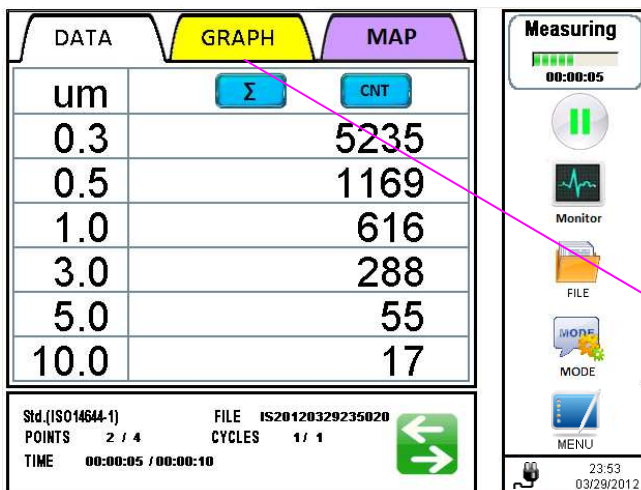 DATA GRAPH MAP
um Σ CNT
0.3 5235
0.5 1169
1.0 616
3.0 288
5.0 55
10.0 17
Std.(ISO14644-1) FILE IS20120329235020
POINTS 2 / 4 CYCLES 1/ 1
TIME 00:00:05 / 00:00:10
Measuring
00:00:05
Monitor
FILE
MODE
MODE
MENU
23:53
03/29/2012